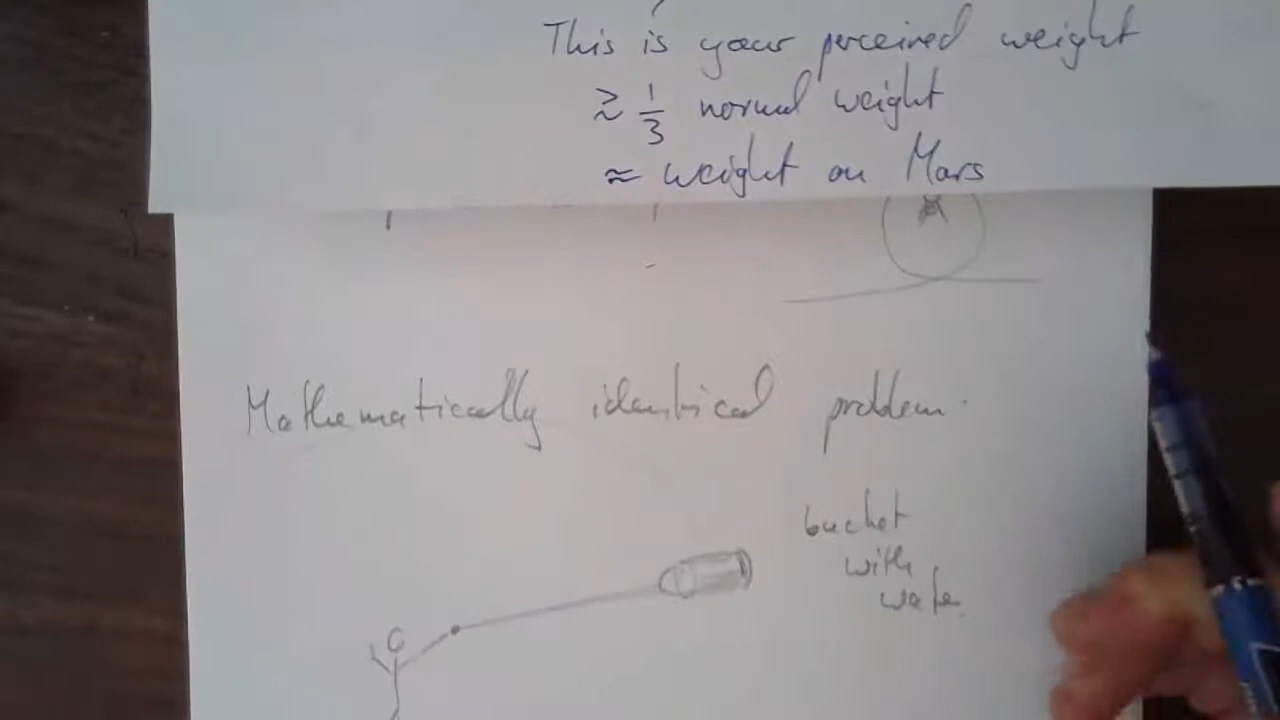 This is your perceived weight
≳ 1/3 normal weight
≈ weight on Mars
Mathematically identical problem.
bucket
with
water